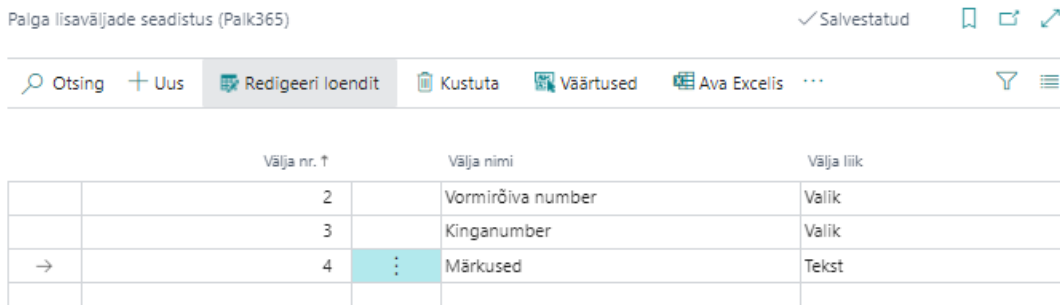 Palga lisaväljade seadistus (Palk365) Salvestatud
Otsing Uus Redigeeri loendit Kustuta Väärtused Ava Excelis
Välja nr. ↑ Välja nimi Välja liik
2 Vormirõiva number Valik
3 Kinganumber Valik
4 Märkused Tekst